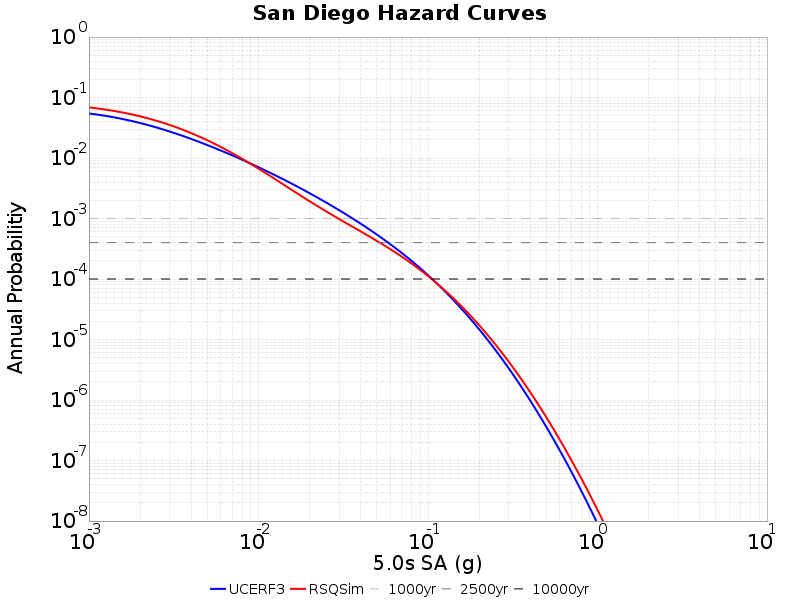 San Diego Hazard Curves
10^0
10^-1
10^-2
10^-3
10^-4
10^-5
10^-6
10^-7
10^-8
Annual Probabilitiy
10^-3 10^-2 10^-1 10^0 10^1
5.0s SA (g)
UCERF3 RSQSim 1000yr 2500yr 10000yr